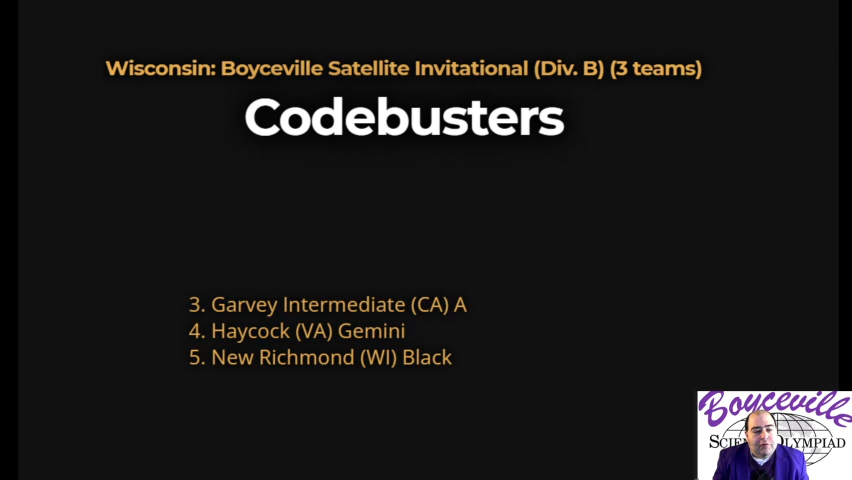 Wisconsin: Boyceville Satellite Invitational (Div. B) (3 teams)
Codebusters
3. Garvey Intermediate (CA) A
4. Haycock (VA) Gemini
5. New Richmond (WI) Black
Boyceville
OLYMPIAD